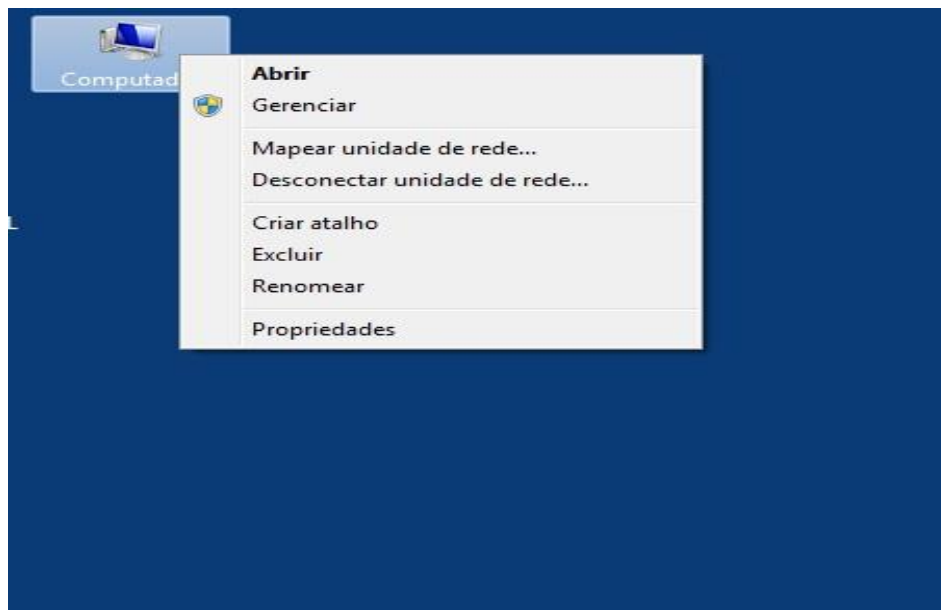 Computad
Abrir
Gerenciar
Mapear unidade de rede...
Desconectar unidade de rede...
L
Criar atalho
Excluir
Renomear
Propriedades